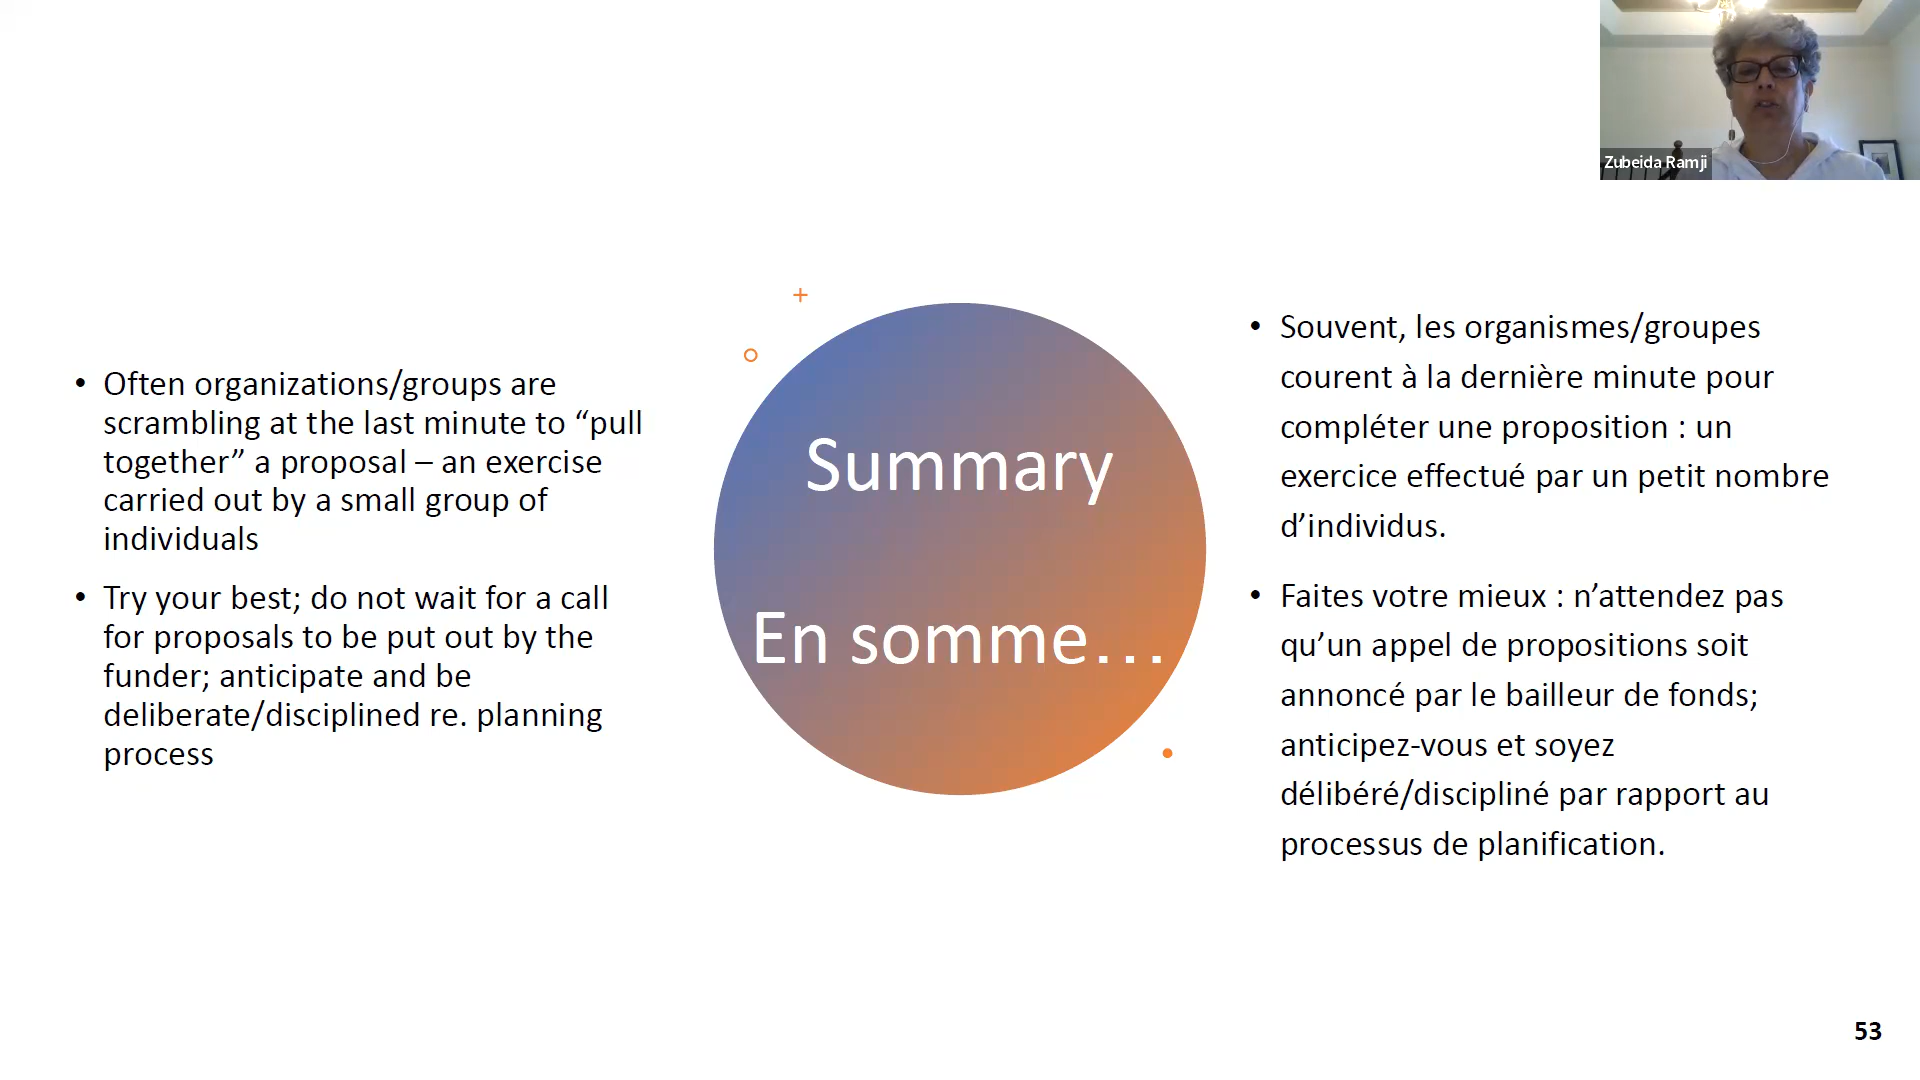 Zubeida Ramji
• Often organizations/groups are
scrambling at the last minute to “pull
together” a proposal – an exercise
carried out by a small group of
individuals
• Try your best; do not wait for a call
for proposals to be put out by the
funder; anticipate and be
deliberate/disciplined re. planning
process
Summary
En somme…
• Souvent, les organismes/groupes
courent à la dernière minute pour
compléter une proposition : un
exercice effectué par un petit nombre
d’individus.
• Faites votre mieux : n’attendez pas
qu’un appel de propositions soit
annoncé par le bailleur de fonds;
anticipez-vous et soyez
délibéré/discipliné par rapport au
processus de planification.
53